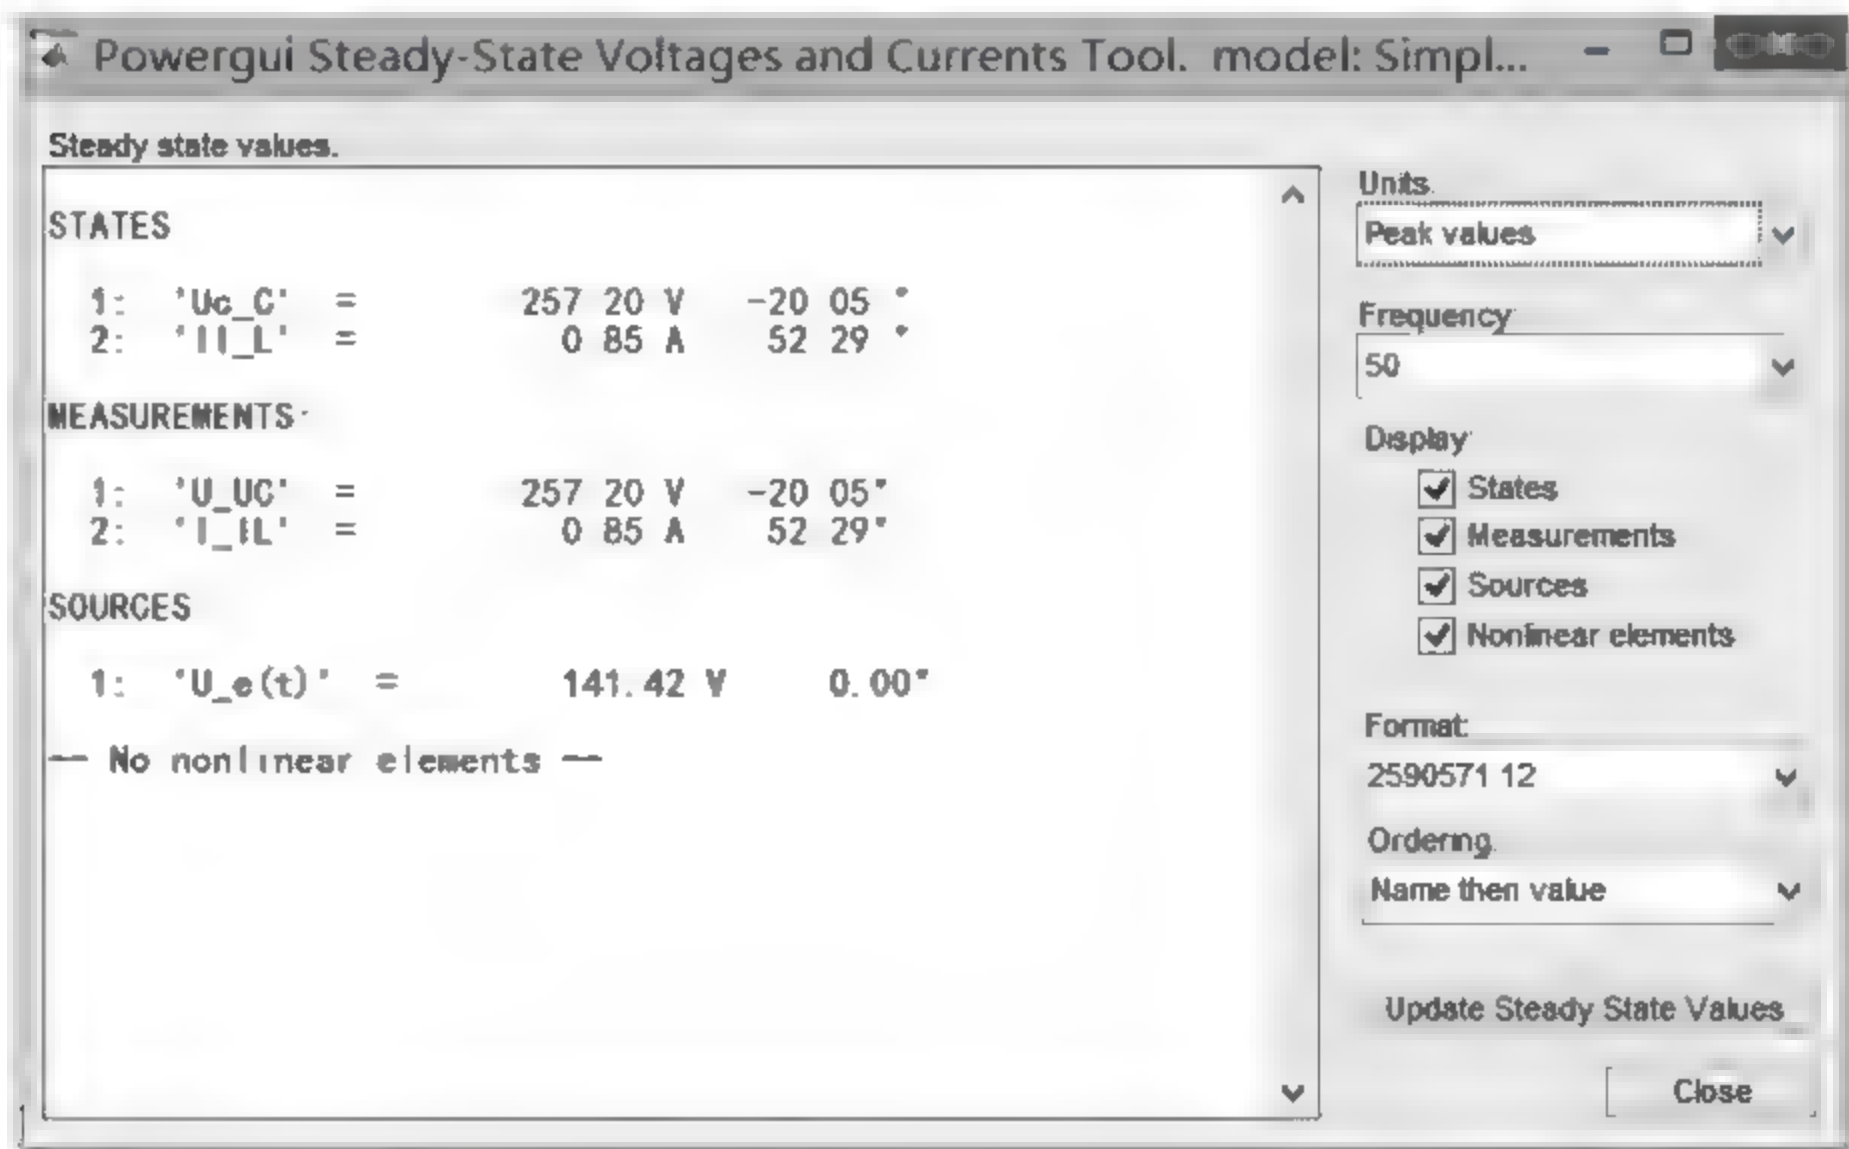 Powergui Steady-State Voltages and Currents Tool. model: Simpl...
Steady state values.
STATES
1: 'Uc_C' = 257 20 V -20 05 °
2: 'Il_L' = 0 85 A 52 29 °
MEASUREMENTS
1: 'U_UC' = 257 20 V -20 05°
2: 'I_IL' = 0 85 A 52 29°
SOURCES
1: 'U_e(t)' = 141.42 V 0.00°
-- No nonlinear elements --
Units
Peak values
Frequency
50
Display
States
Measurements
Sources
Nonlinear elements
Format:
2590571 12
Ordering
Name then value
Update Steady State Values
Close